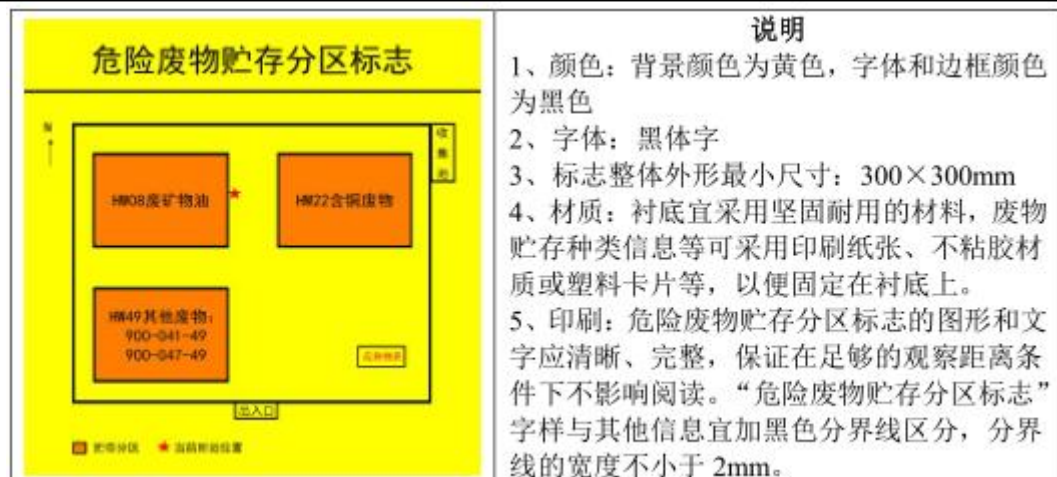 危险废物贮存分区标志
HW08废矿物油
HW22含铜废物
HW49其他废物:
900-041-49
900-047-49
出入口
贮存分区
当前所处位置
说明
1、颜色：背景颜色为黄色，字体和边框颜色
为黑色
2、字体：黑体字
3、标志整体外形最小尺寸：300×300mm
4、材质：衬底宜采用坚固耐用的材料，废物
贮存种类信息等可采用印刷纸张、不粘胶材
质或塑料卡片等，以便固定在衬底上。
5、印刷：危险废物贮存分区标志的图形和文
字应清晰、完整，保证在足够的观察距离条
件下不影响阅读。“危险废物贮存分区标志”
字样与其他信息宜加黑色分界线区分，分界
线的宽度不小于 2mm。